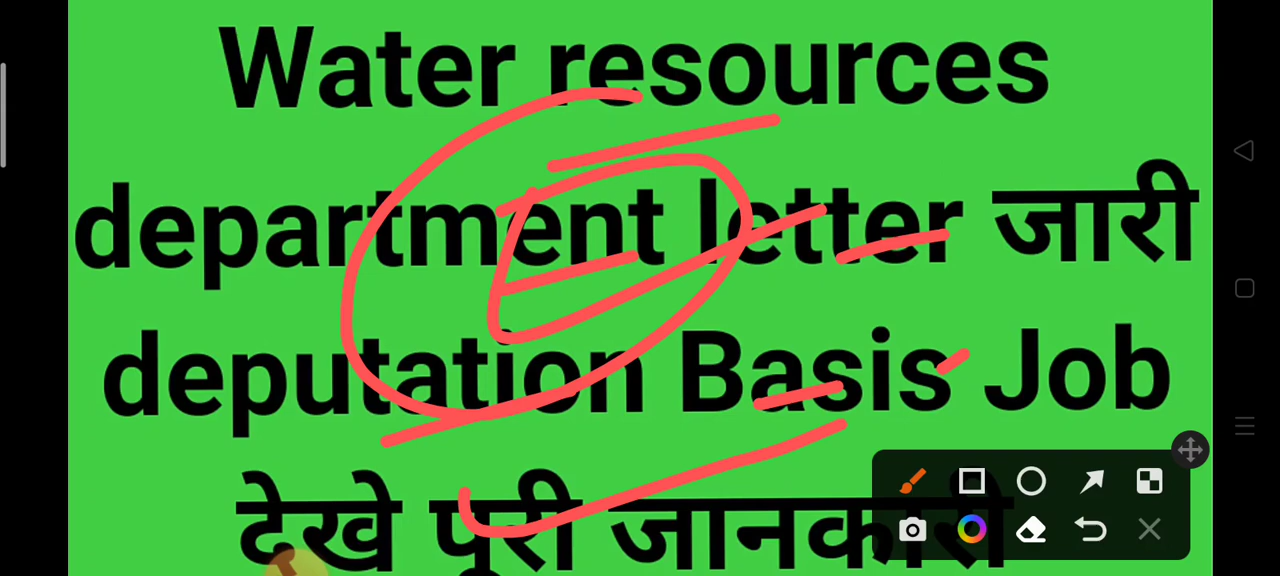 Water resources
department letter जारी
deputation Basis Job
देखे पूरी जानकारी